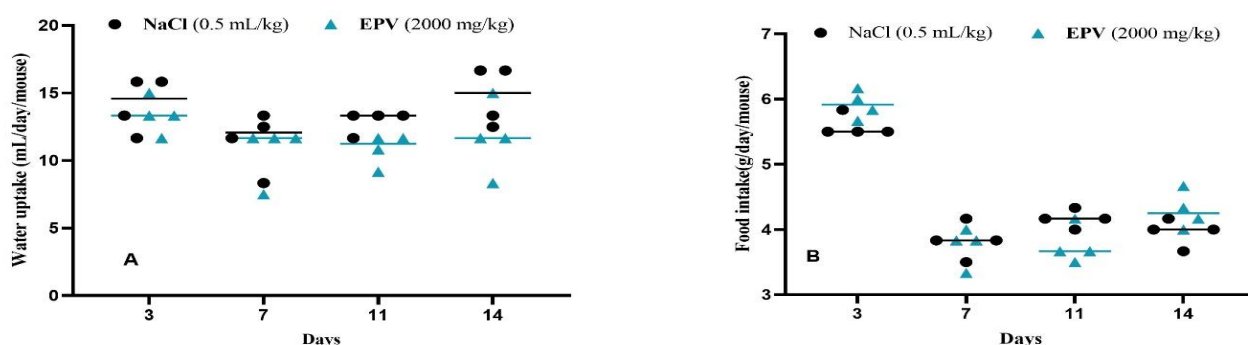 NaCl (0.5 mL/kg) EPV (2000 mg/kg)
Water uptake (mL/day/mouse)
20
15
10
5
0
A
3 7 11 14
Days
NaCl (0.5 mL/kg) EPV (2000 mg/kg)
Food intake(g/day/mouse)
7
6
5
4
3
B
3 7 11 14
Days